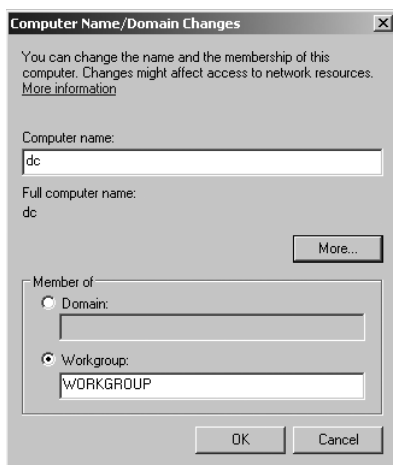 Computer Name/Domain Changes
You can change the name and the membership of this
computer. Changes might affect access to network resources.
More information
Computer name:
dc
Full computer name:
dc
More...
Member of
Domain:
Workgroup:
WORKGROUP
OK
Cancel